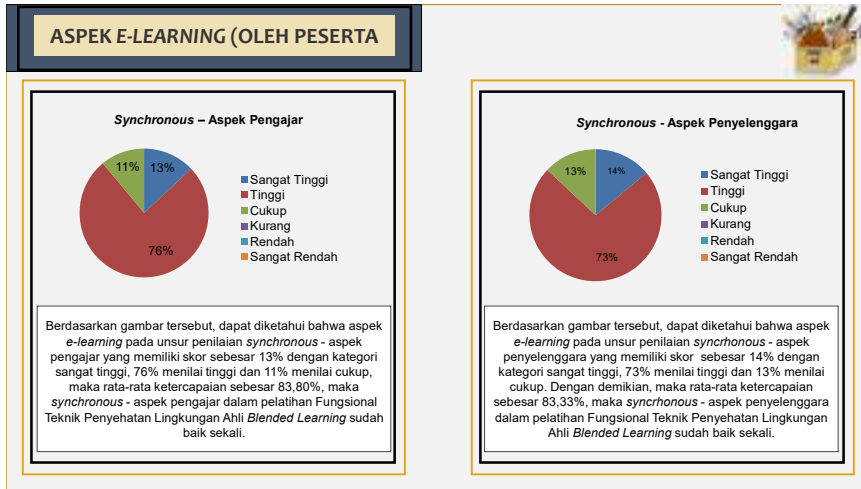 ASPEK E-LEARNING (OLEH PESERTA
Synchronous – Aspek Pengajar
11%
13%
76%
Sangat Tinggi
Tinggi
Cukup
Kurang
Rendah
Sangat Rendah
Berdasarkan gambar tersebut, dapat diketahui bahwa aspek
e-learning pada unsur penilaian synchronous - aspek
pengajar yang memiliki skor sebesar 13% dengan kategori
sangat tinggi, 76% menilai tinggi dan 11% menilai cukup,
maka rata-rata ketercapaian sebesar 83,80%, maka
synchronous - aspek pengajar dalam pelatihan Fungsional
Teknik Penyehatan Lingkungan Ahli Blended Learning sudah
baik sekali.
Synchronous - Aspek Penyelenggara
13%
14%
73%
Sangat Tinggi
Tinggi
Cukup
Kurang
Rendah
Sangat Rendah
Berdasarkan gambar tersebut, dapat diketahui bahwa aspek
e-learning pada unsur penilaian syncrhonous - aspek
penyelenggara yang memiliki skor sebesar 14% dengan
kategori sangat tinggi, 73% menilai tinggi dan 13% menilai
cukup. Dengan demikian, maka rata-rata ketercapaian
sebesar 83,33%, maka syncrhonous - aspek penyelenggara
dalam pelatihan Fungsional Teknik Penyehatan Lingkungan
Ahli Blended Learning sudah baik sekali.